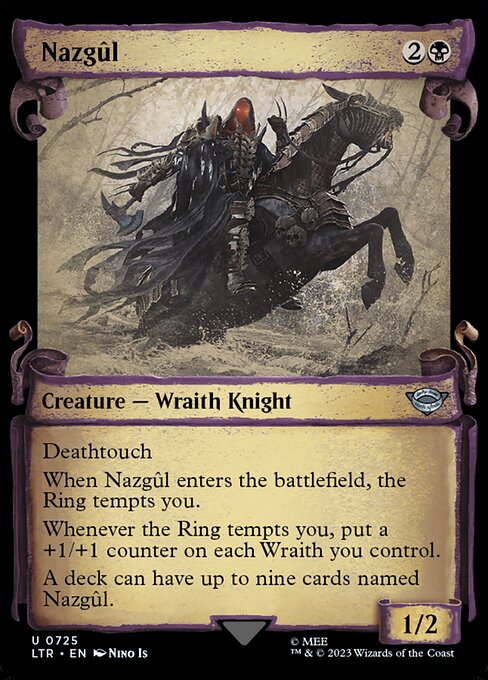 Nazgûl 2
Creature — Wraith Knight
Deathtouch
When Nazgûl enters the battlefield, the
Ring tempts you.
Whenever the Ring tempts you, put a
+1/+1 counter on each Wraith you control.
A deck can have up to nine cards named
Nazgûl.
1/2
U 0725
LTR • EN Nino Is
© MEE
™ & © 2023 Wizards of the Coast